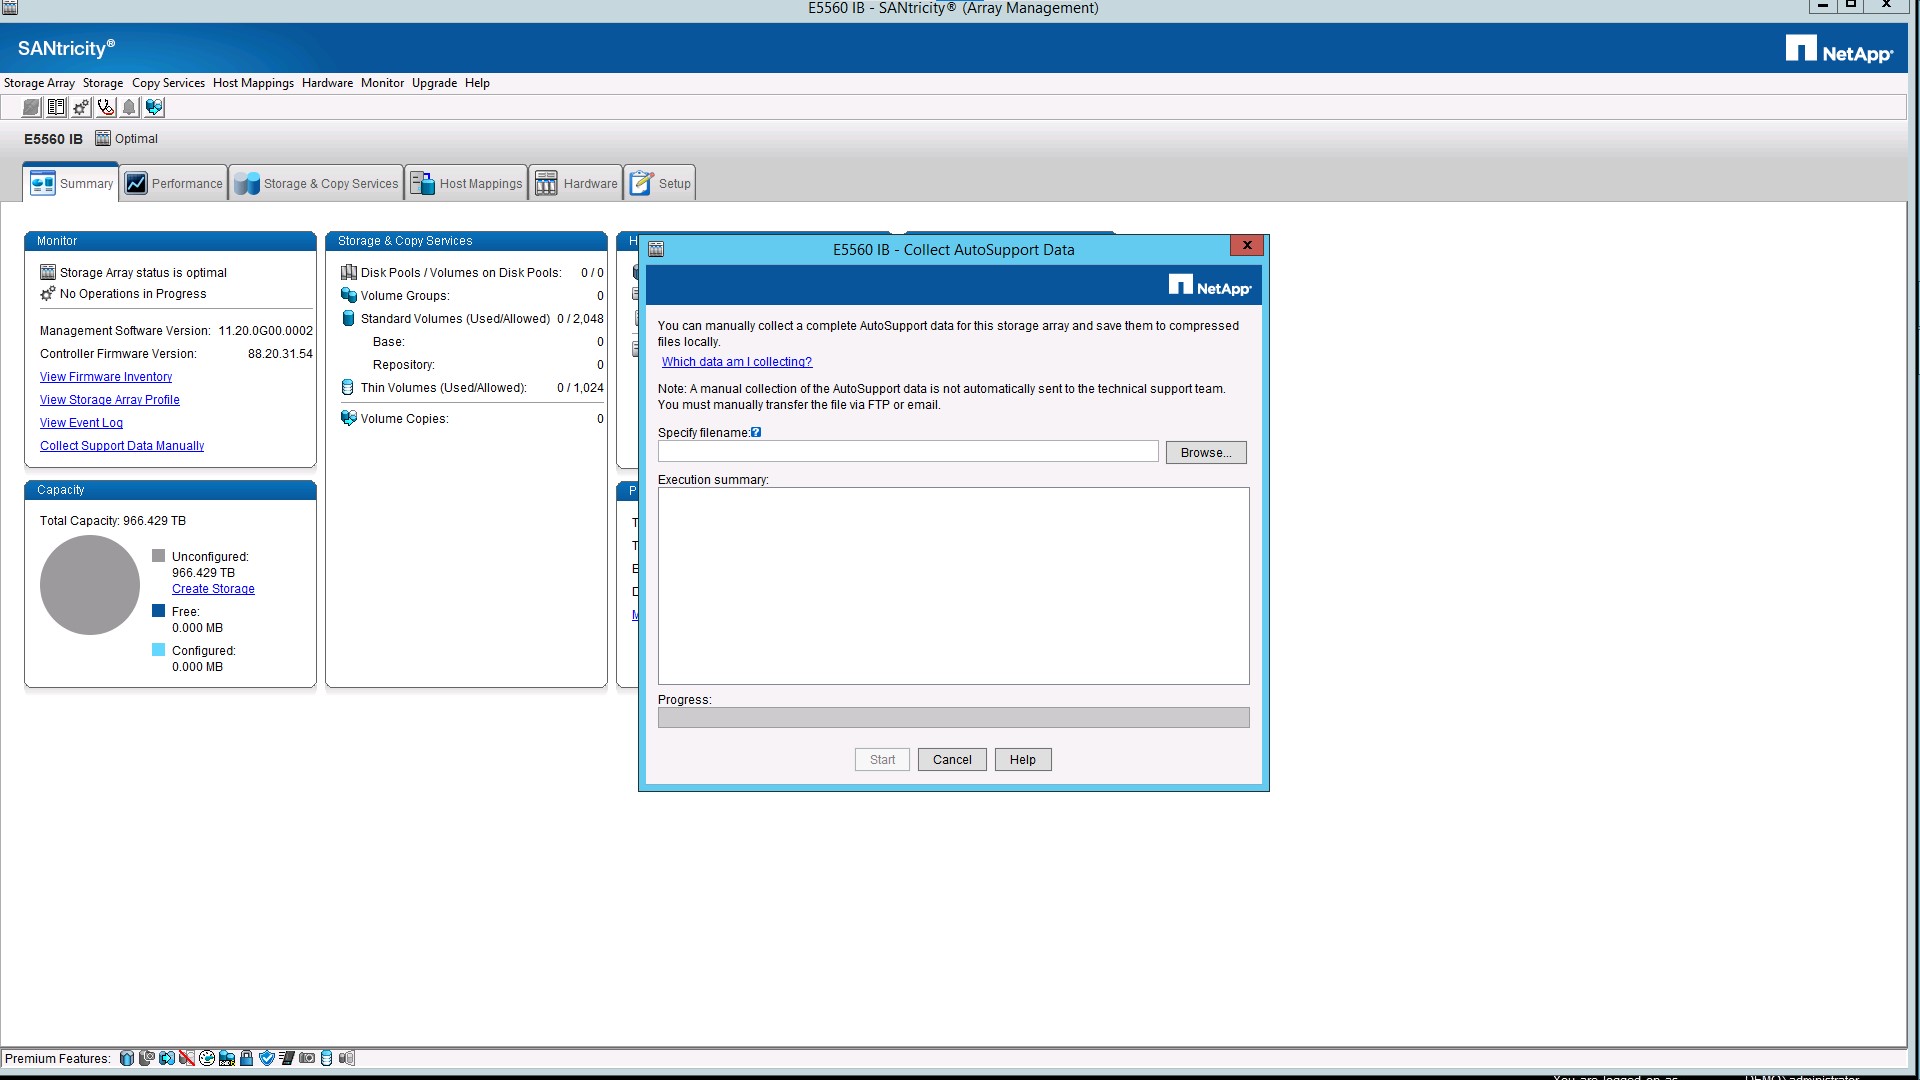 E5560 IB - SANtricity® (Array Management)
SANtricity®
NetApp
Storage Array Storage Copy Services Host Mappings Hardware Monitor Upgrade Help
E5560 IB Optimal
Summary Performance Storage & Copy Services Host Mappings Hardware Setup
Monitor
Storage Array status is optimal
No Operations in Progress
Management Software Version: 11.20.0G00.0002
Controller Firmware Version: 88.20.31.54
View Firmware Inventory
View Storage Array Profile
View Event Log
Collect Support Data Manually
Capacity
Total Capacity: 966.429 TB
Unconfigured:
966.429 TB
Create Storage
Free:
0.000 MB
Configured:
0.000 MB
Storage & Copy Services
Disk Pools / Volumes on Disk Pools: 0 / 0
Volume Groups: 0
Standard Volumes (Used/Allowed) 0 / 2,048
Base: 0
Repository: 0
Thin Volumes (Used/Allowed): 0 / 1,024
Volume Copies: 0
E5560 IB - Collect AutoSupport Data
NetApp
You can manually collect a complete AutoSupport data for this storage array and save them to compressed
files locally.
Which data am I collecting?
Note: A manual collection of the AutoSupport data is not automatically sent to the technical support team.
You must manually transfer the file via FTP or email.
Specify filename:
Browse...
Execution summary:
Progress:
Start Cancel Help
Premium Features:
You are logged on as DEMO\administrator